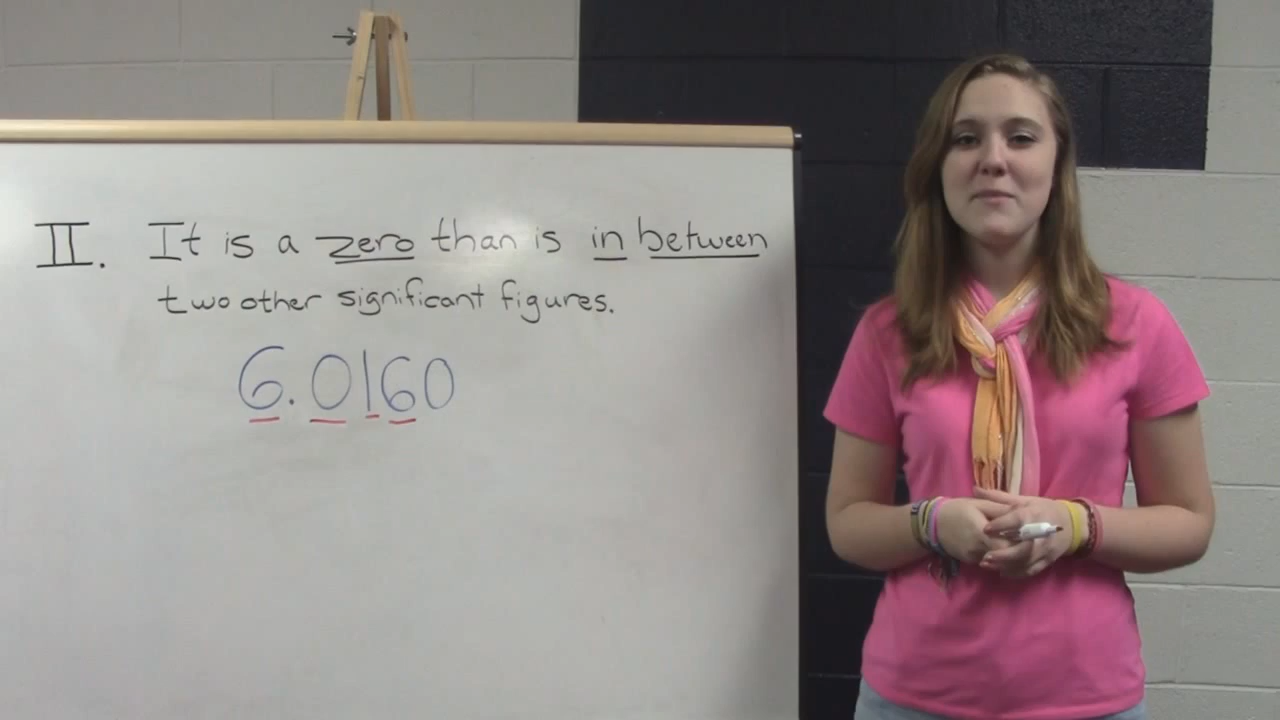 II. It is a zero than is in between
two other significant figures.
6.0160